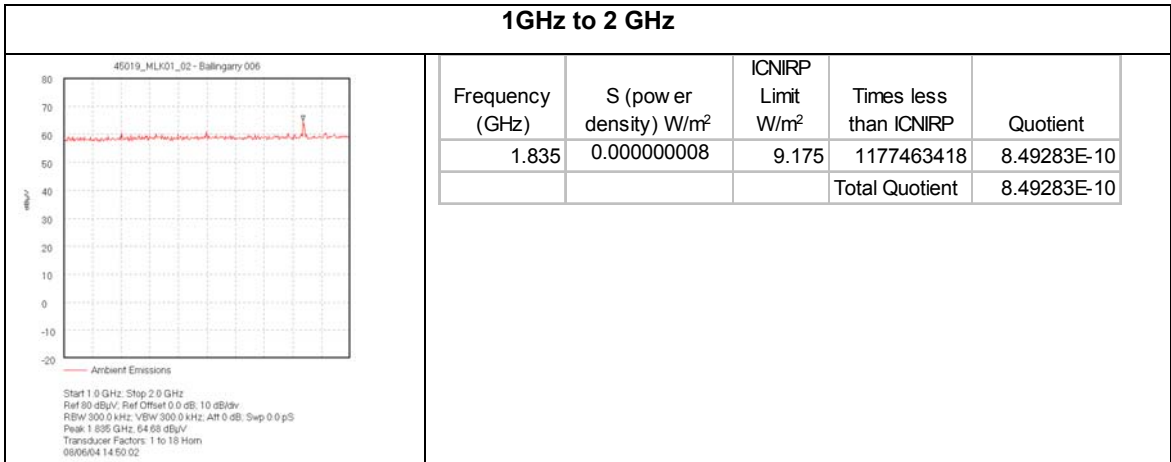 1GHz to 2 GHz
45019_MLK01_02 - Ballingarry 006
80
70
60
50
40
30
20
10
0
-10
-20
dBµV
Ambient Emissions
Start 1.0 GHz; Stop 2.0 GHz
Ref 80 dBµV; Ref Offset 0.0 dB; 10 dB/div
RBW 300.0 kHz; VBW 300.0 kHz; Att 0 dB; Swp 0.0 pS
Peak 1.835 GHz, 64.68 dBµV
Transducer Factors: 1 to 18 Horn
08/06/04 14:50:02
Frequency (GHz) S (pow er density) W/m² ICNIRP Limit W/m² Times less than ICNIRP Quotient
1.835 0.000000008 9.175 1177463418 8.49283E-10
Total Quotient 8.49283E-10